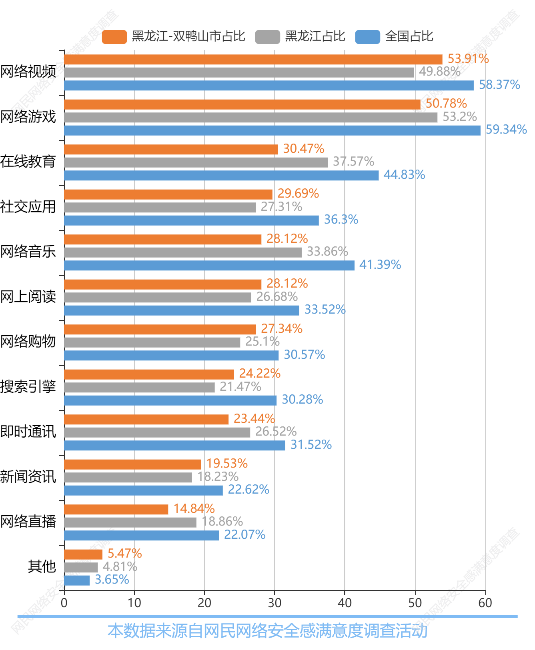 黑龙江-双鸭山市占比 黑龙江占比 全国占比
网络视频 53.91% 49.88% 58.37%
网络游戏 50.78% 53.2% 59.34%
在线教育 30.47% 37.57% 44.83%
社交应用 29.69% 27.31% 36.3%
网络音乐 28.12% 33.86% 41.39%
网上阅读 28.12% 26.68% 33.52%
网络购物 27.34% 25.1% 30.57%
搜索引擎 24.22% 21.47% 30.28%
即时通讯 23.44% 26.52% 31.52%
新闻资讯 19.53% 18.23% 22.62%
网络直播 14.84% 18.86% 22.07%
其他 5.47% 4.81% 3.65%
0 10 20 30 40 50 60
本数据来源自网民网络安全感满意度调查活动